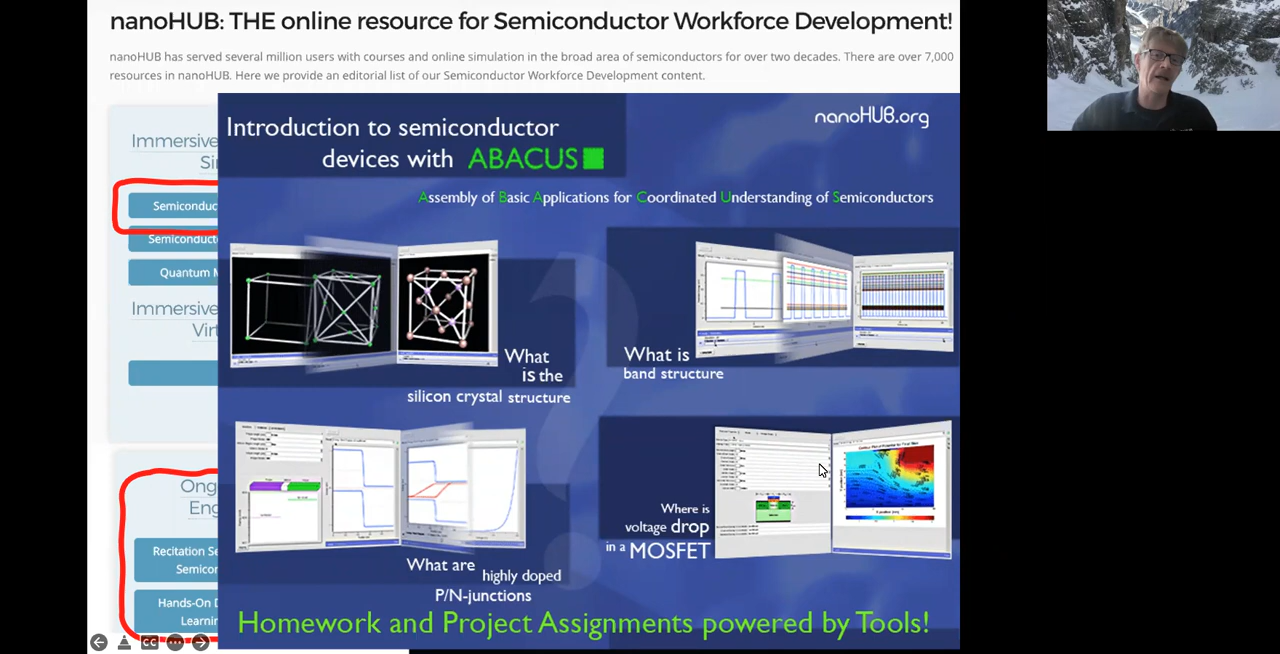 nanoHUB: THE online resource for Semiconductor Workforce Development!
nanoHUB has served several million users with courses and online simulation in the broad area of semiconductors for over two decades. There are over 7,000
resources in nanoHUB. Here we provide an editorial list of our Semiconductor Workforce Development content.
Immersive
Si
Semiconduc
Semiconduct
Quantum M
Immersive
Virt
Ong
Eng
Recitation Se
Semicon
Hands-On D
Learnin
Introduction to semiconductor
devices with ABACUS
nanoHUB.org
Assembly of Basic Applications for Coordinated Understanding of Semiconductors
What
is the
silicon crystal structure
What is
band structure
What are
highly doped
P/N-junctions
Where is
voltage drop
in a MOSFET
Homework and Project Assignments powered by Tools!
CC